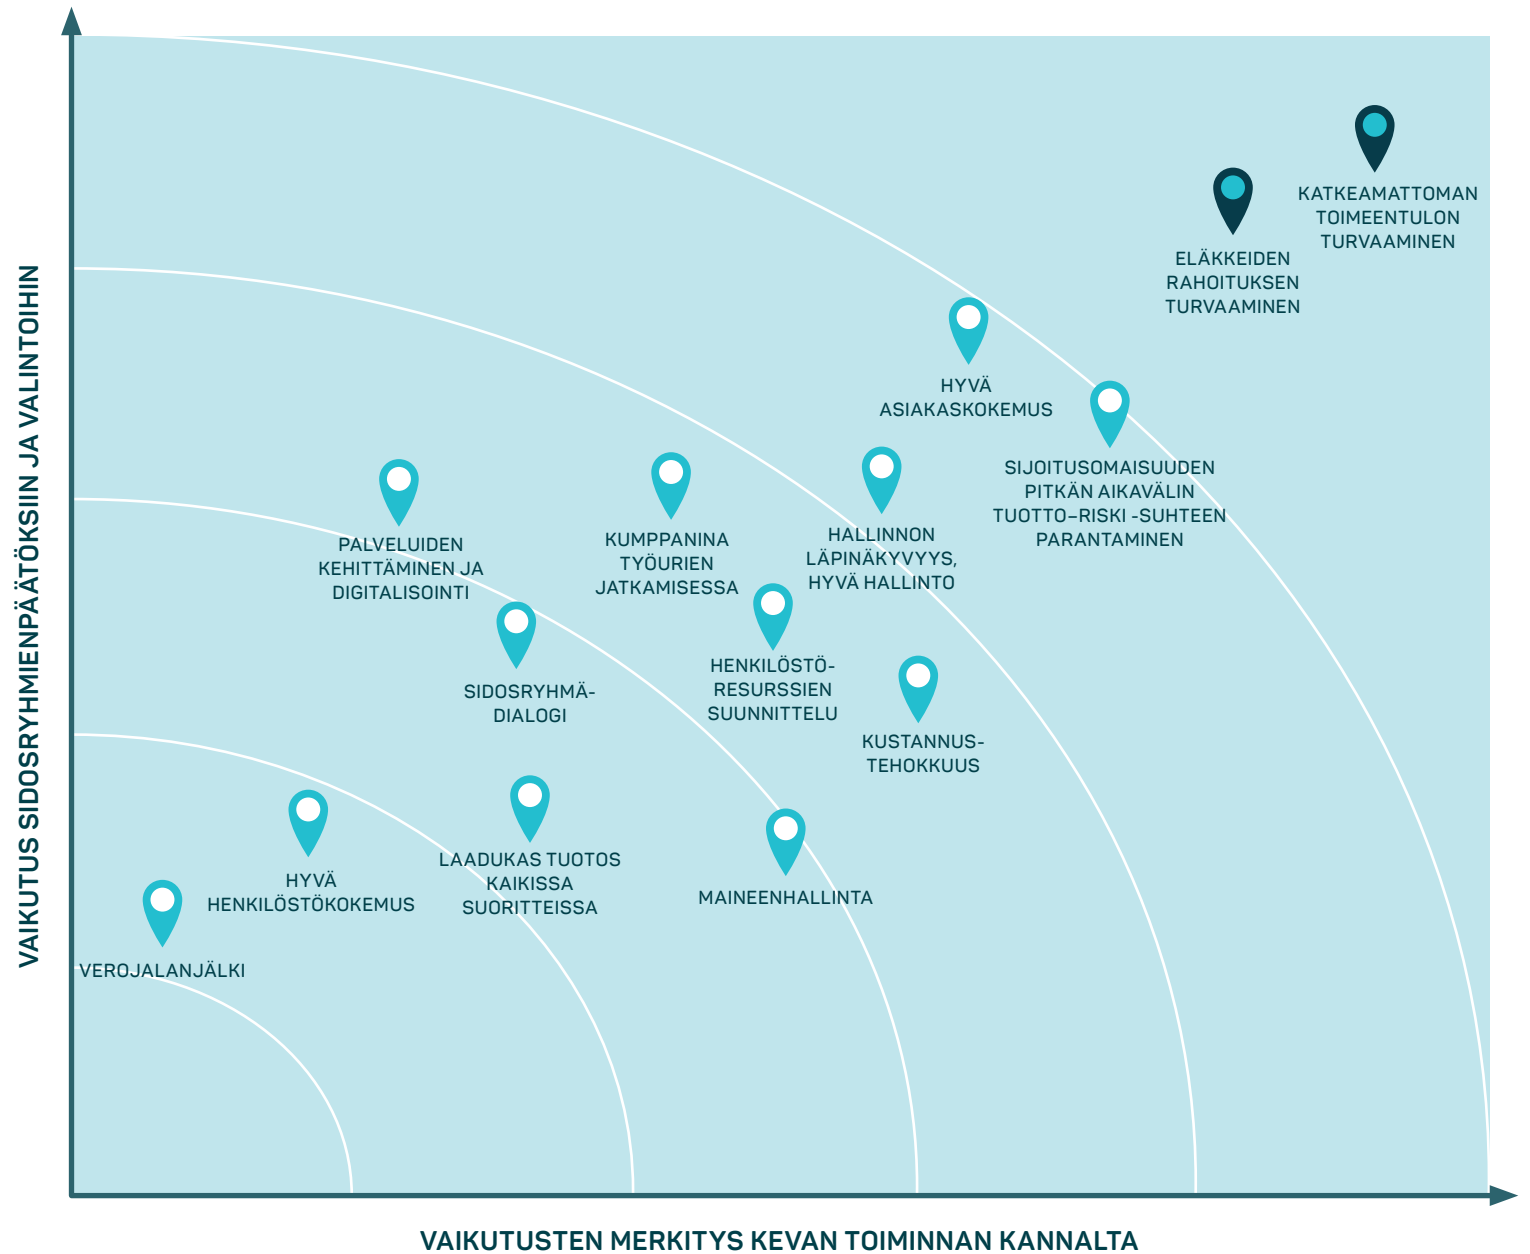 VAIKUTUS SIDOSRYHMIENPÄÄTÖKSIIN JA VALINTOIHIN
KATKEAMATTOMAN
TOIMEENTULON
TURVAAMINEN
ELÄKKEIDEN
RAHOITUKSEN
TURVAAMINEN
HYVÄ
ASIAKASKOKEMUS
SIJOITUSOMAISUUDEN
PITKÄN AIKAVÄLIN
TUOTTO–RISKI -SUHTEEN
PARANTAMINEN
PALVELUIDEN
KEHITTÄMINEN JA
DIGITALISOINTI
KUMPPANINA
TYÖURIEN
JATKAMISESSA
HALLINNON
LÄPINÄKYVYYS,
HYVÄ HALLINTO
SIDOSRYHMÄ-
DIALOGI
HENKILÖSTÖ-
RESURSSIEN
SUUNNITTELU
KUSTANNUS-
TEHOKKUUS
HYVÄ
HENKILÖSTÖKOKEMUS
LAADUKAS TUOTOS
KAIKISSA
SUORITTEISSA
MAINEENHALLINTA
VEROJALANJÄLKI
VAIKUTUSTEN MERKITYS KEVAN TOIMINNAN KANNALTA